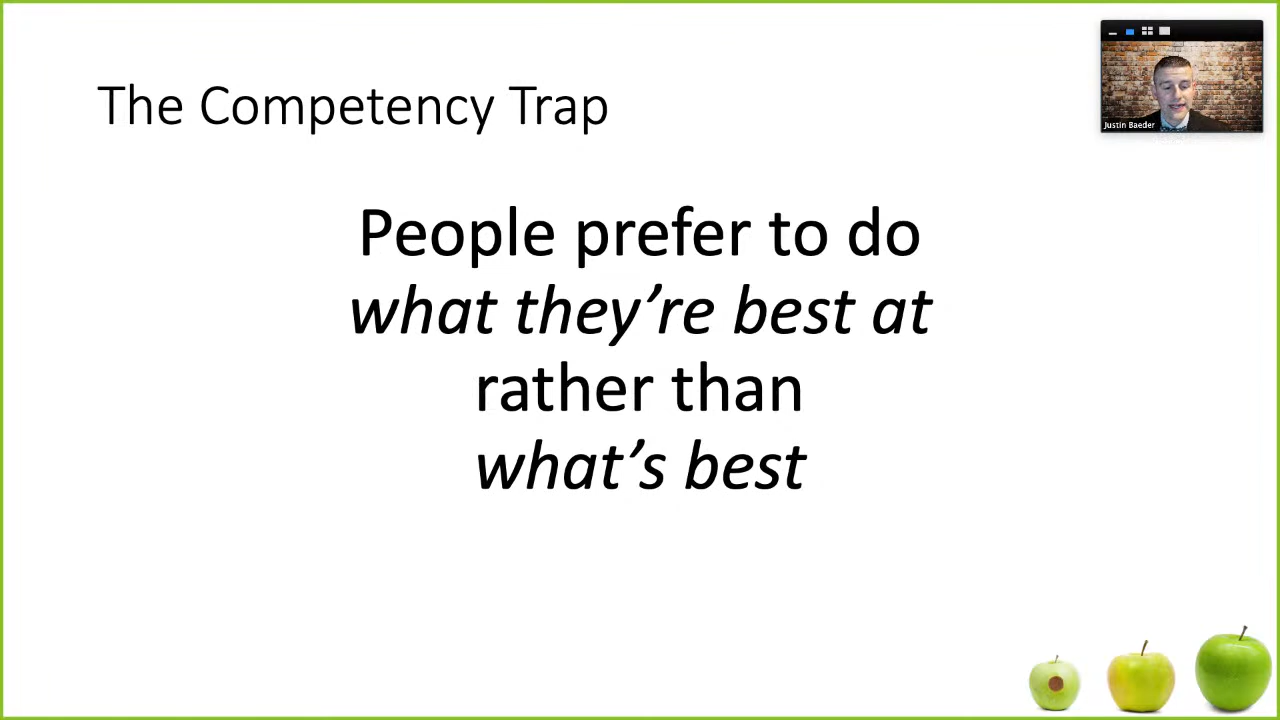 The Competency Trap
People prefer to do
what they’re best at
rather than
what’s best
Justin Baeder